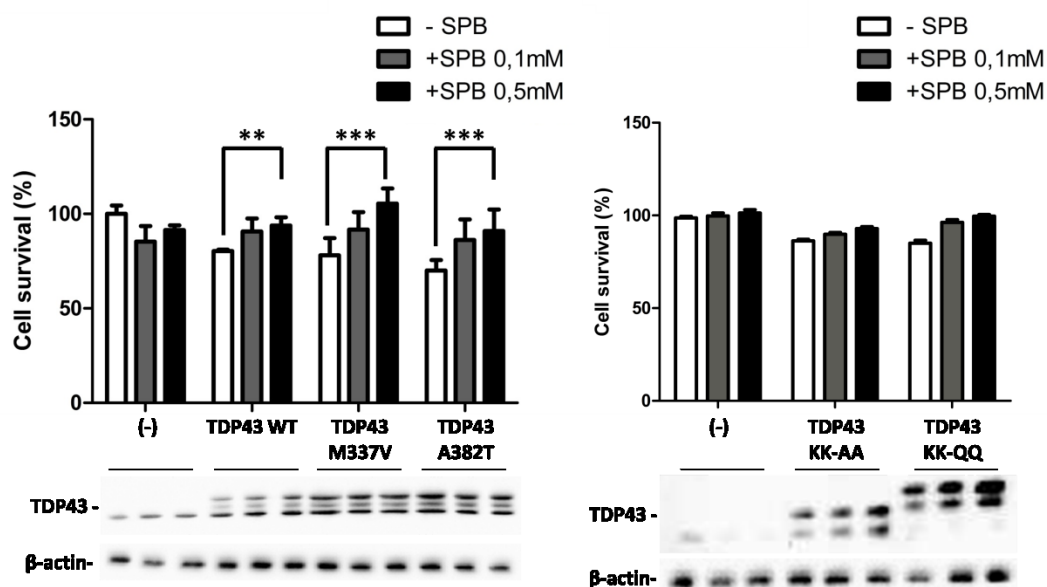 - SPB
+SPB 0,1mM
+SPB 0,5mM
150
100
50
0
Cell survival (%)
**
***
***
(-)
TDP43 WT
TDP43
M337V
TDP43
A382T
TDP43 -
β-actin-
- SPB
+SPB 0,1mM
+SPB 0,5mM
150
100
50
0
Cell survival (%)
(-)
TDP43
KK-AA
TDP43
KK-QQ
TDP43 -
β-actin-